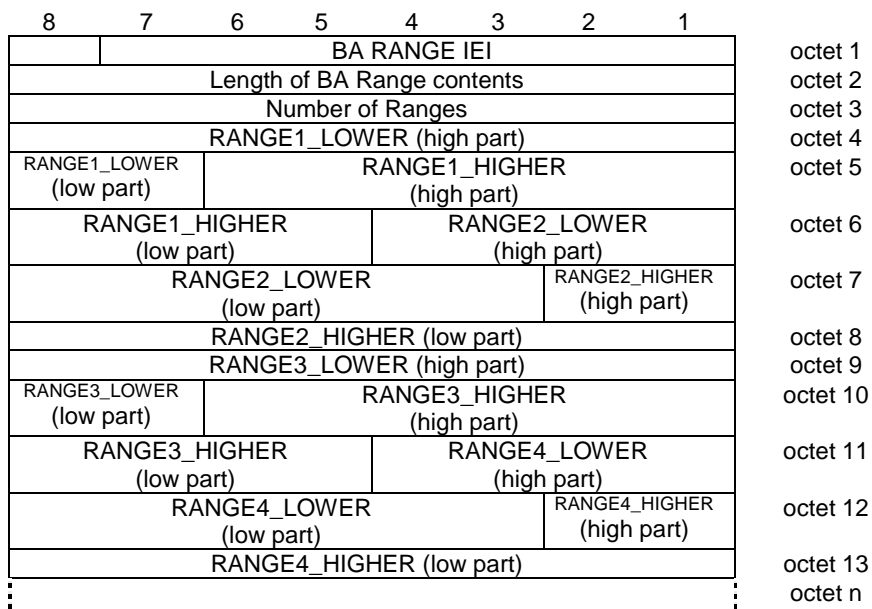 8 7 6 5 4 3 2 1
BA RANGE IEI octet 1
Length of BA Range contents octet 2
Number of Ranges octet 3
RANGE1_LOWER (high part) octet 4
RANGE1_LOWER RANGE1_HIGHER octet 5
(low part) (high part)
RANGE1_HIGHER RANGE2_LOWER octet 6
(low part) (high part)
RANGE2_LOWER RANGE2_HIGHER octet 7
(low part) (high part)
RANGE2_HIGHER (low part) octet 8
RANGE3_LOWER (high part) octet 9
RANGE3_LOWER RANGE3_HIGHER octet 10
(low part) (high part)
RANGE3_HIGHER RANGE4_LOWER octet 11
(low part) (high part)
RANGE4_LOWER RANGE4_HIGHER octet 12
(low part) (high part)
RANGE4_HIGHER (low part) octet 13
octet n